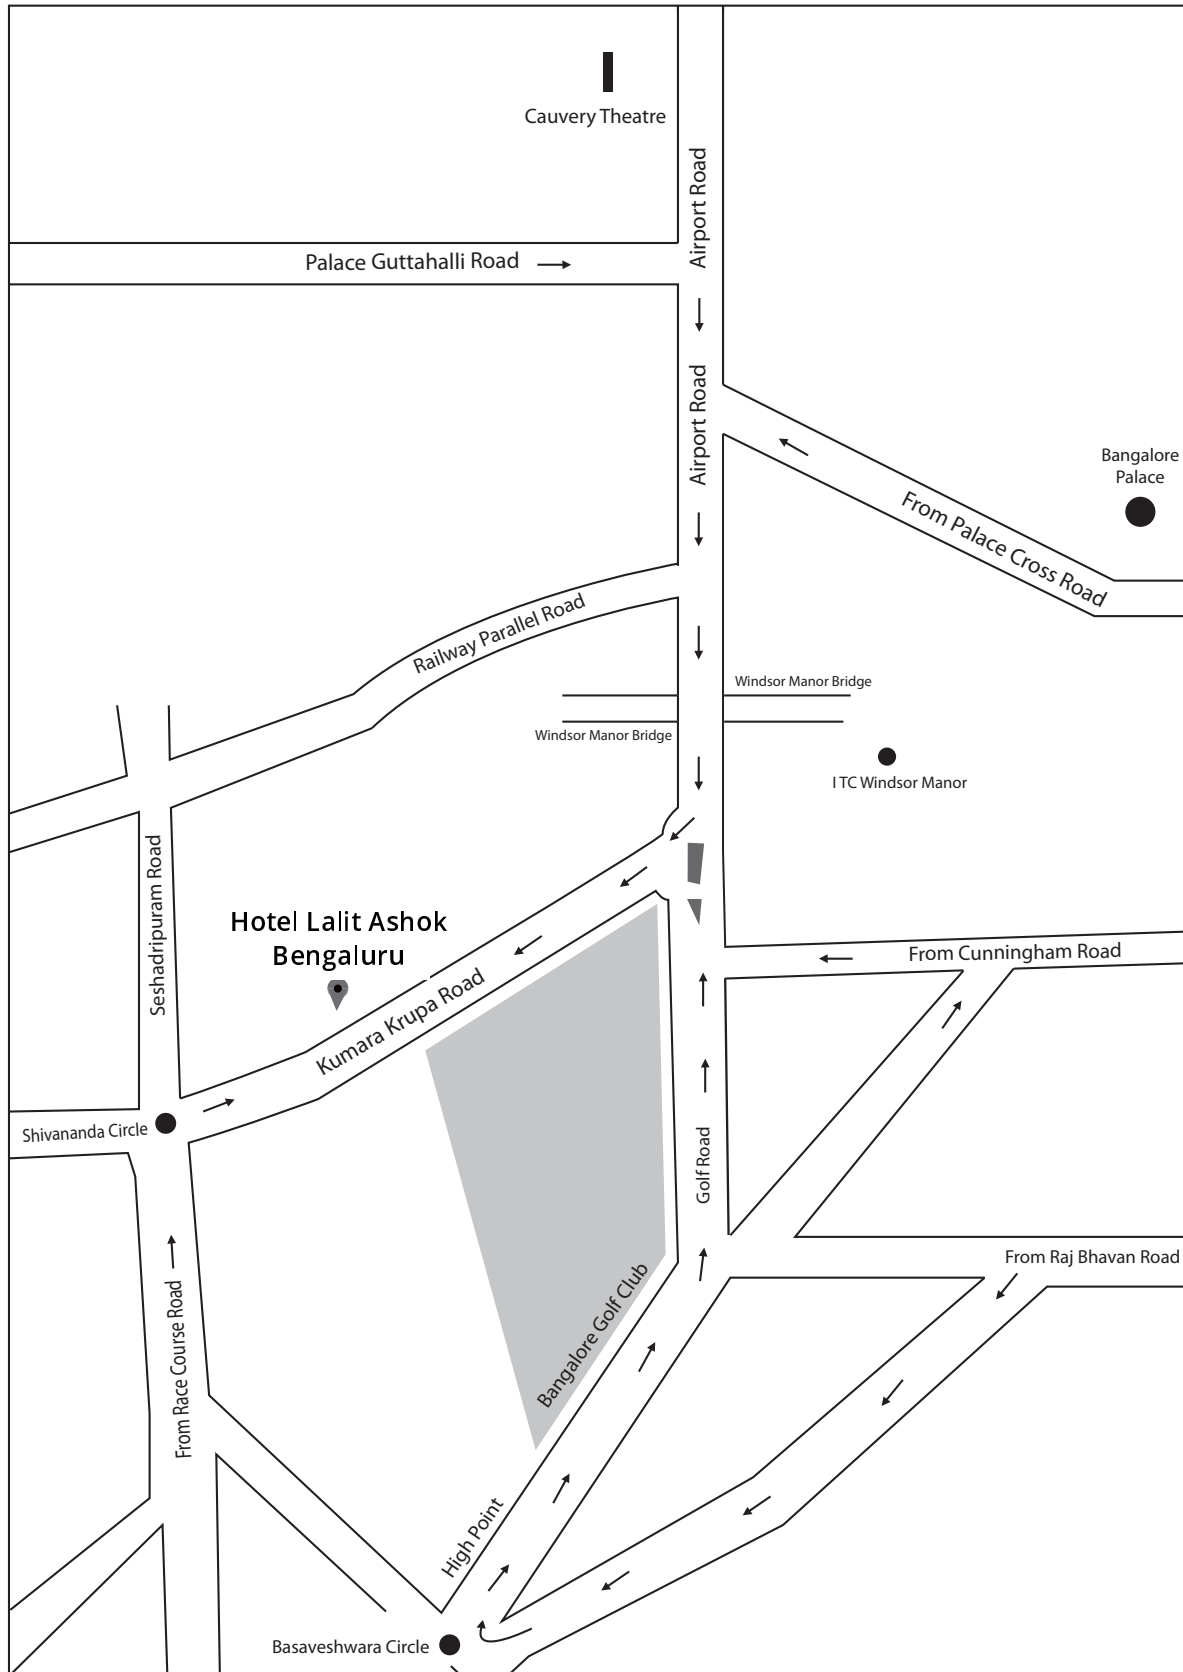 Cauvery Theatre
Airport Road
Palace Guttahalli Road
Airport Road
Bangalore
Palace
From Palace Cross Road
Railway Parallel Road
Windsor Manor Bridge
Windsor Manor Bridge
I TC Windsor Manor
Seshadripuram Road
Hotel Lalit Ashok
Bengaluru
From Cunningham Road
Kumara Krupa Road
Shivananda Circle
Golf Road
From Raj Bhavan Road
Bangalore Golf Club
From Race Course Road
High Point
Basaveshwara Circle